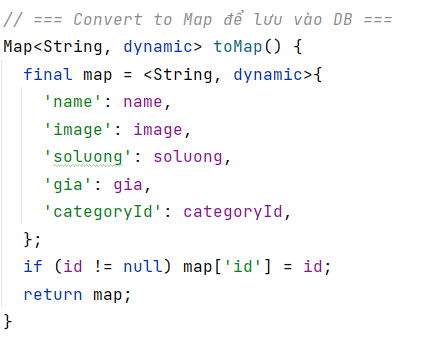 // === Convert to Map để lưu vào DB ===
Map<String, dynamic> toMap() {
  final map = <String, dynamic>{
    'name': name,
    'image': image,
    'soluong': soluong,
    'gia': gia,
    'categoryId': categoryId,
  };
  if (id != null) map['id'] = id;
  return map;
}